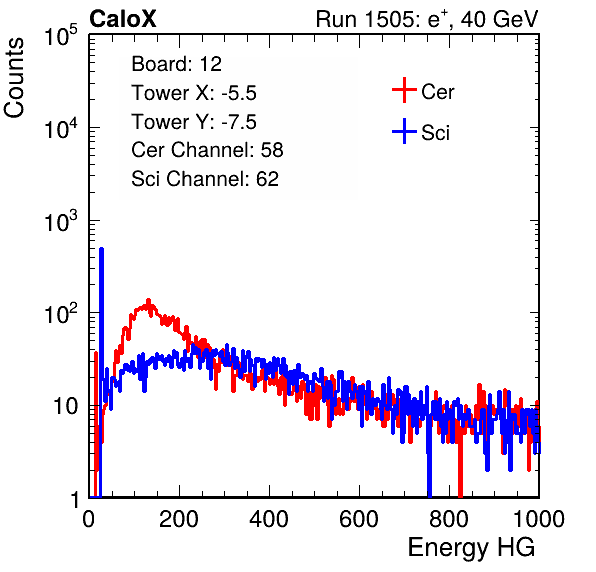 CaloX Run 1505: e⁺, 40 GeV
Counts
Board: 12
Tower X: -5.5
Tower Y: -7.5
Cer Channel: 58
Sci Channel: 62
Cer
Sci
10⁵
10⁴
10³
10²
10
1
0 200 400 600 800 1000
Energy HG